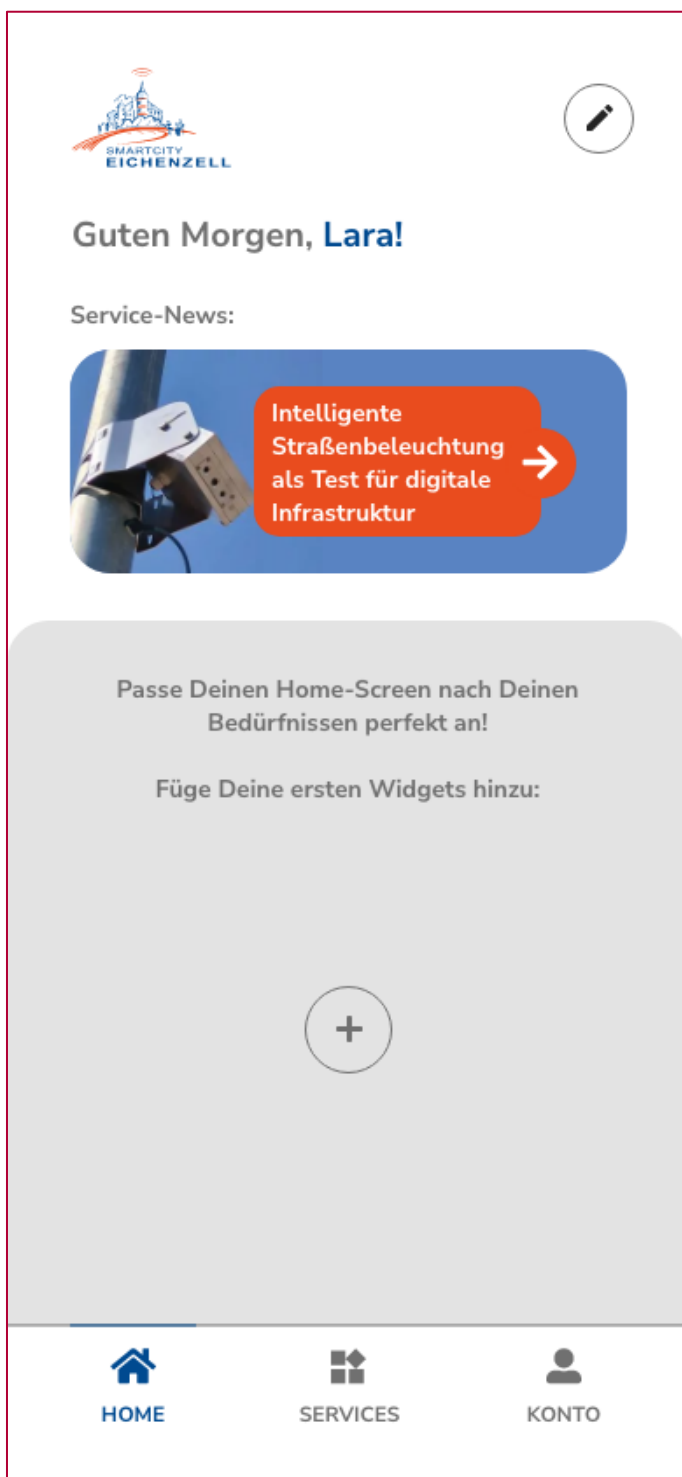 SMARTCITY
EICHENZELL
Guten Morgen, Lara!
Service-News:
Intelligente
Straßenbeleuchtung
als Test für digitale
Infrastruktur
Passe Deinen Home-Screen nach Deinen
Bedürfnissen perfekt an!
Füge Deine ersten Widgets hinzu:
HOME
SERVICES
KONTO